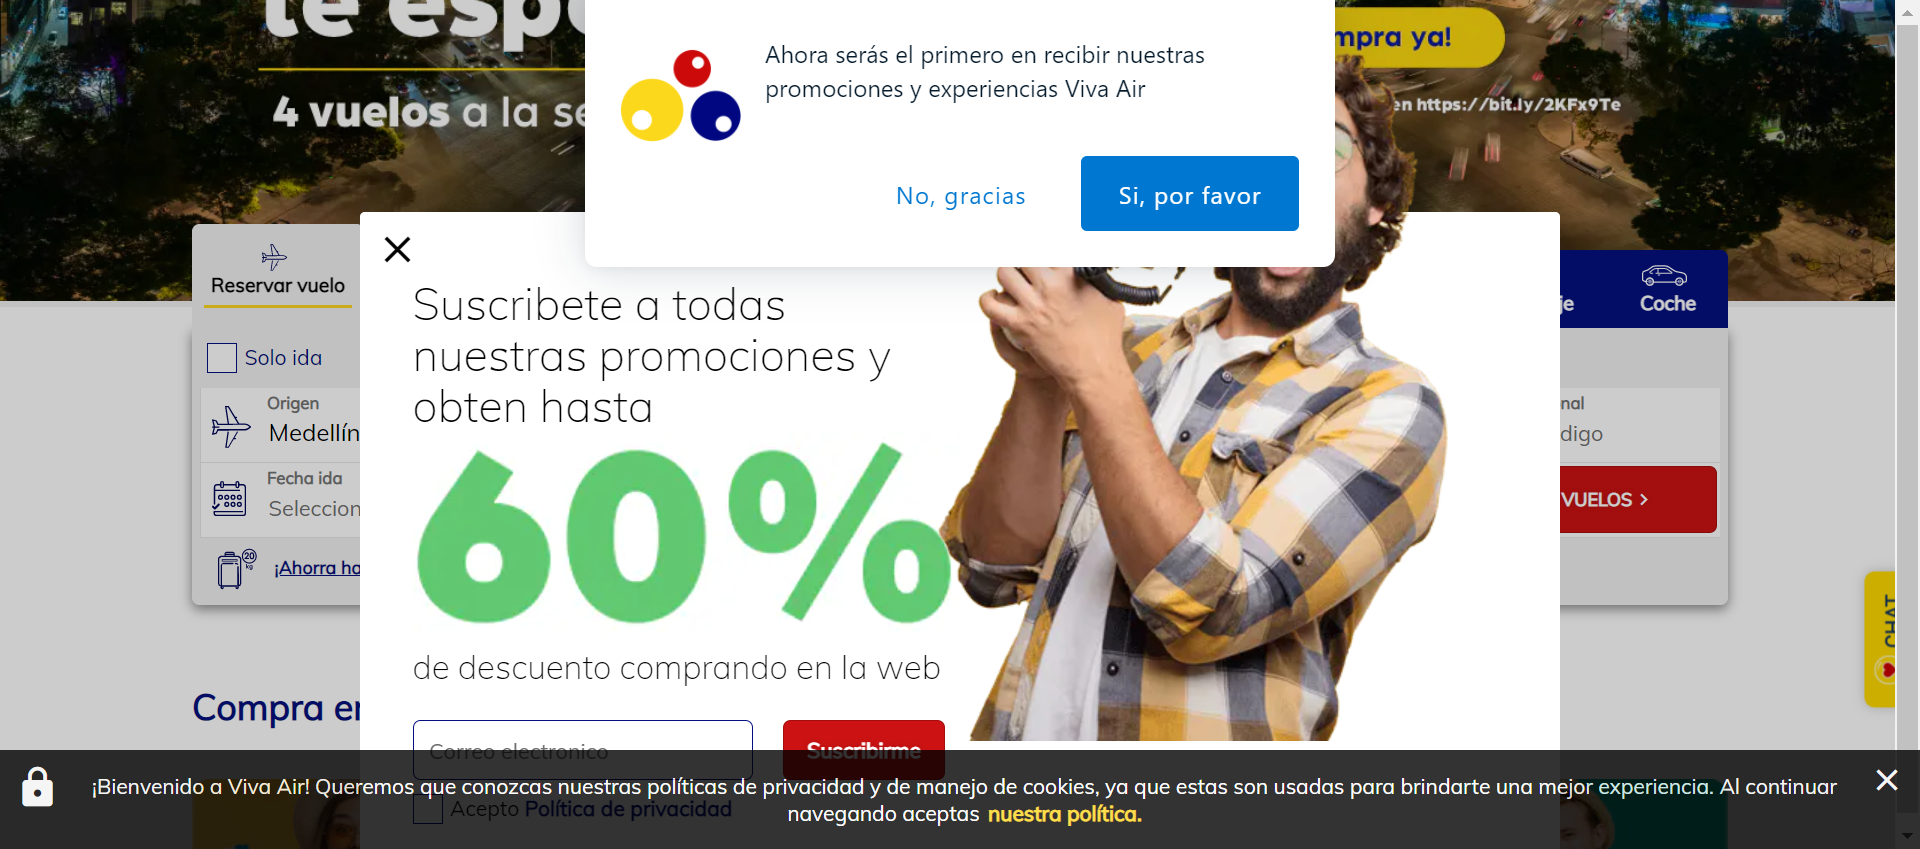 te esp
4 vuelos a la se
mpra ya!
en https://bit.ly/2KFx9Te
Ahora serás el primero en recibir nuestras
promociones y experiencias Viva Air
No, gracias
Si, por favor
Reservar vuelo
je
Coche
Solo ida
Origen
Medellín
Fecha ida
Seleccion
20
kg
¡Ahorra ha
Suscribete a todas
nuestras promociones y
obten hasta
60%
de descuento comprando en la web
Correo electronico
Suscribirme
Acepto Política de privacidad
nal
digo
VUELOS >
CHAT
Compra en
¡Bienvenido a Viva Air! Queremos que conozcas nuestras políticas de privacidad y de manejo de cookies, ya que estas son usadas para brindarte una mejor experiencia. Al continuar
navegando aceptas nuestra política.